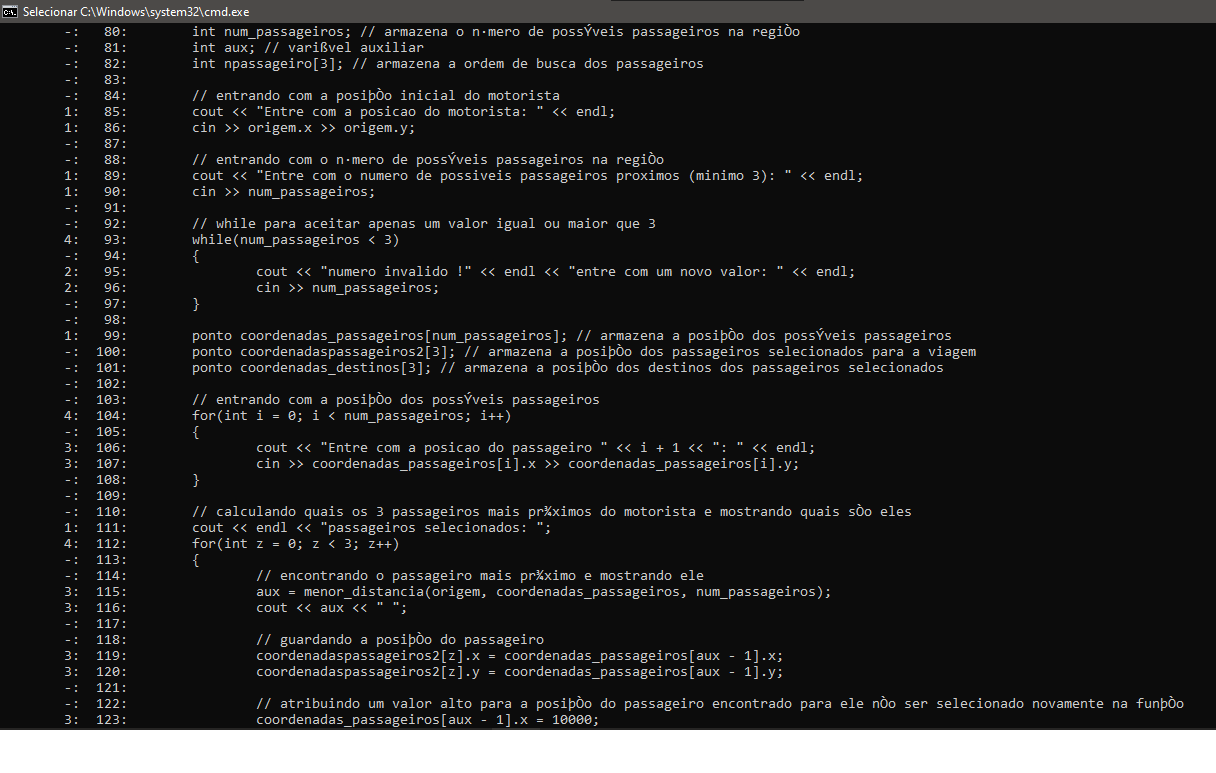 Selecionar C:\Windows\system32\cmd.exe
-: 80: int num_passageiros; // armazena o n·mero de possÝveis passageiros na regiÒo
-: 81: int aux; // varißvel auxiliar
-: 82: int npassageiro[3]; // armazena a ordem de busca dos passageiros
-: 83:
-: 84: // entrando com a posiþÒo inicial do motorista
1: 85: cout << "Entre com a posicao do motorista: " << endl;
1: 86: cin >> origem.x >> origem.y;
-: 87:
-: 88: // entrando com o n·mero de possÝveis passageiros na regiÒo
1: 89: cout << "Entre com o numero de possiveis passageiros proximos (minimo 3): " << endl;
1: 90: cin >> num_passageiros;
-: 91:
-: 92: // while para aceitar apenas um valor igual ou maior que 3
4: 93: while(num_passageiros < 3)
-: 94: {
2: 95: cout << "numero invalido !" << endl << "entre com um novo valor: " << endl;
2: 96: cin >> num_passageiros;
-: 97: }
-: 98:
1: 99: ponto coordenadas_passageiros[num_passageiros]; // armazena a posiþÒo dos possÝveis passageiros
-: 100: ponto coordenadaspassageiros2[3]; // armazena a posiþÒo dos passageiros selecionados para a viagem
-: 101: ponto coordenadas_destinos[3]; // armazena a posiþÒo dos destinos dos passageiros selecionados
-: 102:
-: 103: // entrando com a posiþÒo dos possÝveis passageiros
4: 104: for(int i = 0; i < num_passageiros; i++)
-: 105: {
3: 106: cout << "Entre com a posicao do passageiro " << i + 1 << ": " << endl;
3: 107: cin >> coordenadas_passageiros[i].x >> coordenadas_passageiros[i].y;
-: 108: }
-: 109:
-: 110: // calculando quais os 3 passageiros mais pr¾ximos do motorista e mostrando quais sÒo eles
1: 111: cout << endl << "passageiros selecionados: ";
4: 112: for(int z = 0; z < 3; z++)
-: 113: {
-: 114: // encontrando o passageiro mais pr¾ximo e mostrando ele
3: 115: aux = menor_distancia(origem, coordenadas_passageiros, num_passageiros);
3: 116: cout << aux << " ";
-: 117:
-: 118: // guardando a posiþÒo do passageiro
3: 119: coordenadaspassageiros2[z].x = coordenadas_passageiros[aux - 1].x;
3: 120: coordenadaspassageiros2[z].y = coordenadas_passageiros[aux - 1].y;
-: 121:
-: 122: // atribuindo um valor alto para a posiþÒo do passageiro encontrado para ele nÒo ser selecionado novamente na funþÒo
3: 123: coordenadas_passageiros[aux - 1].x = 10000;